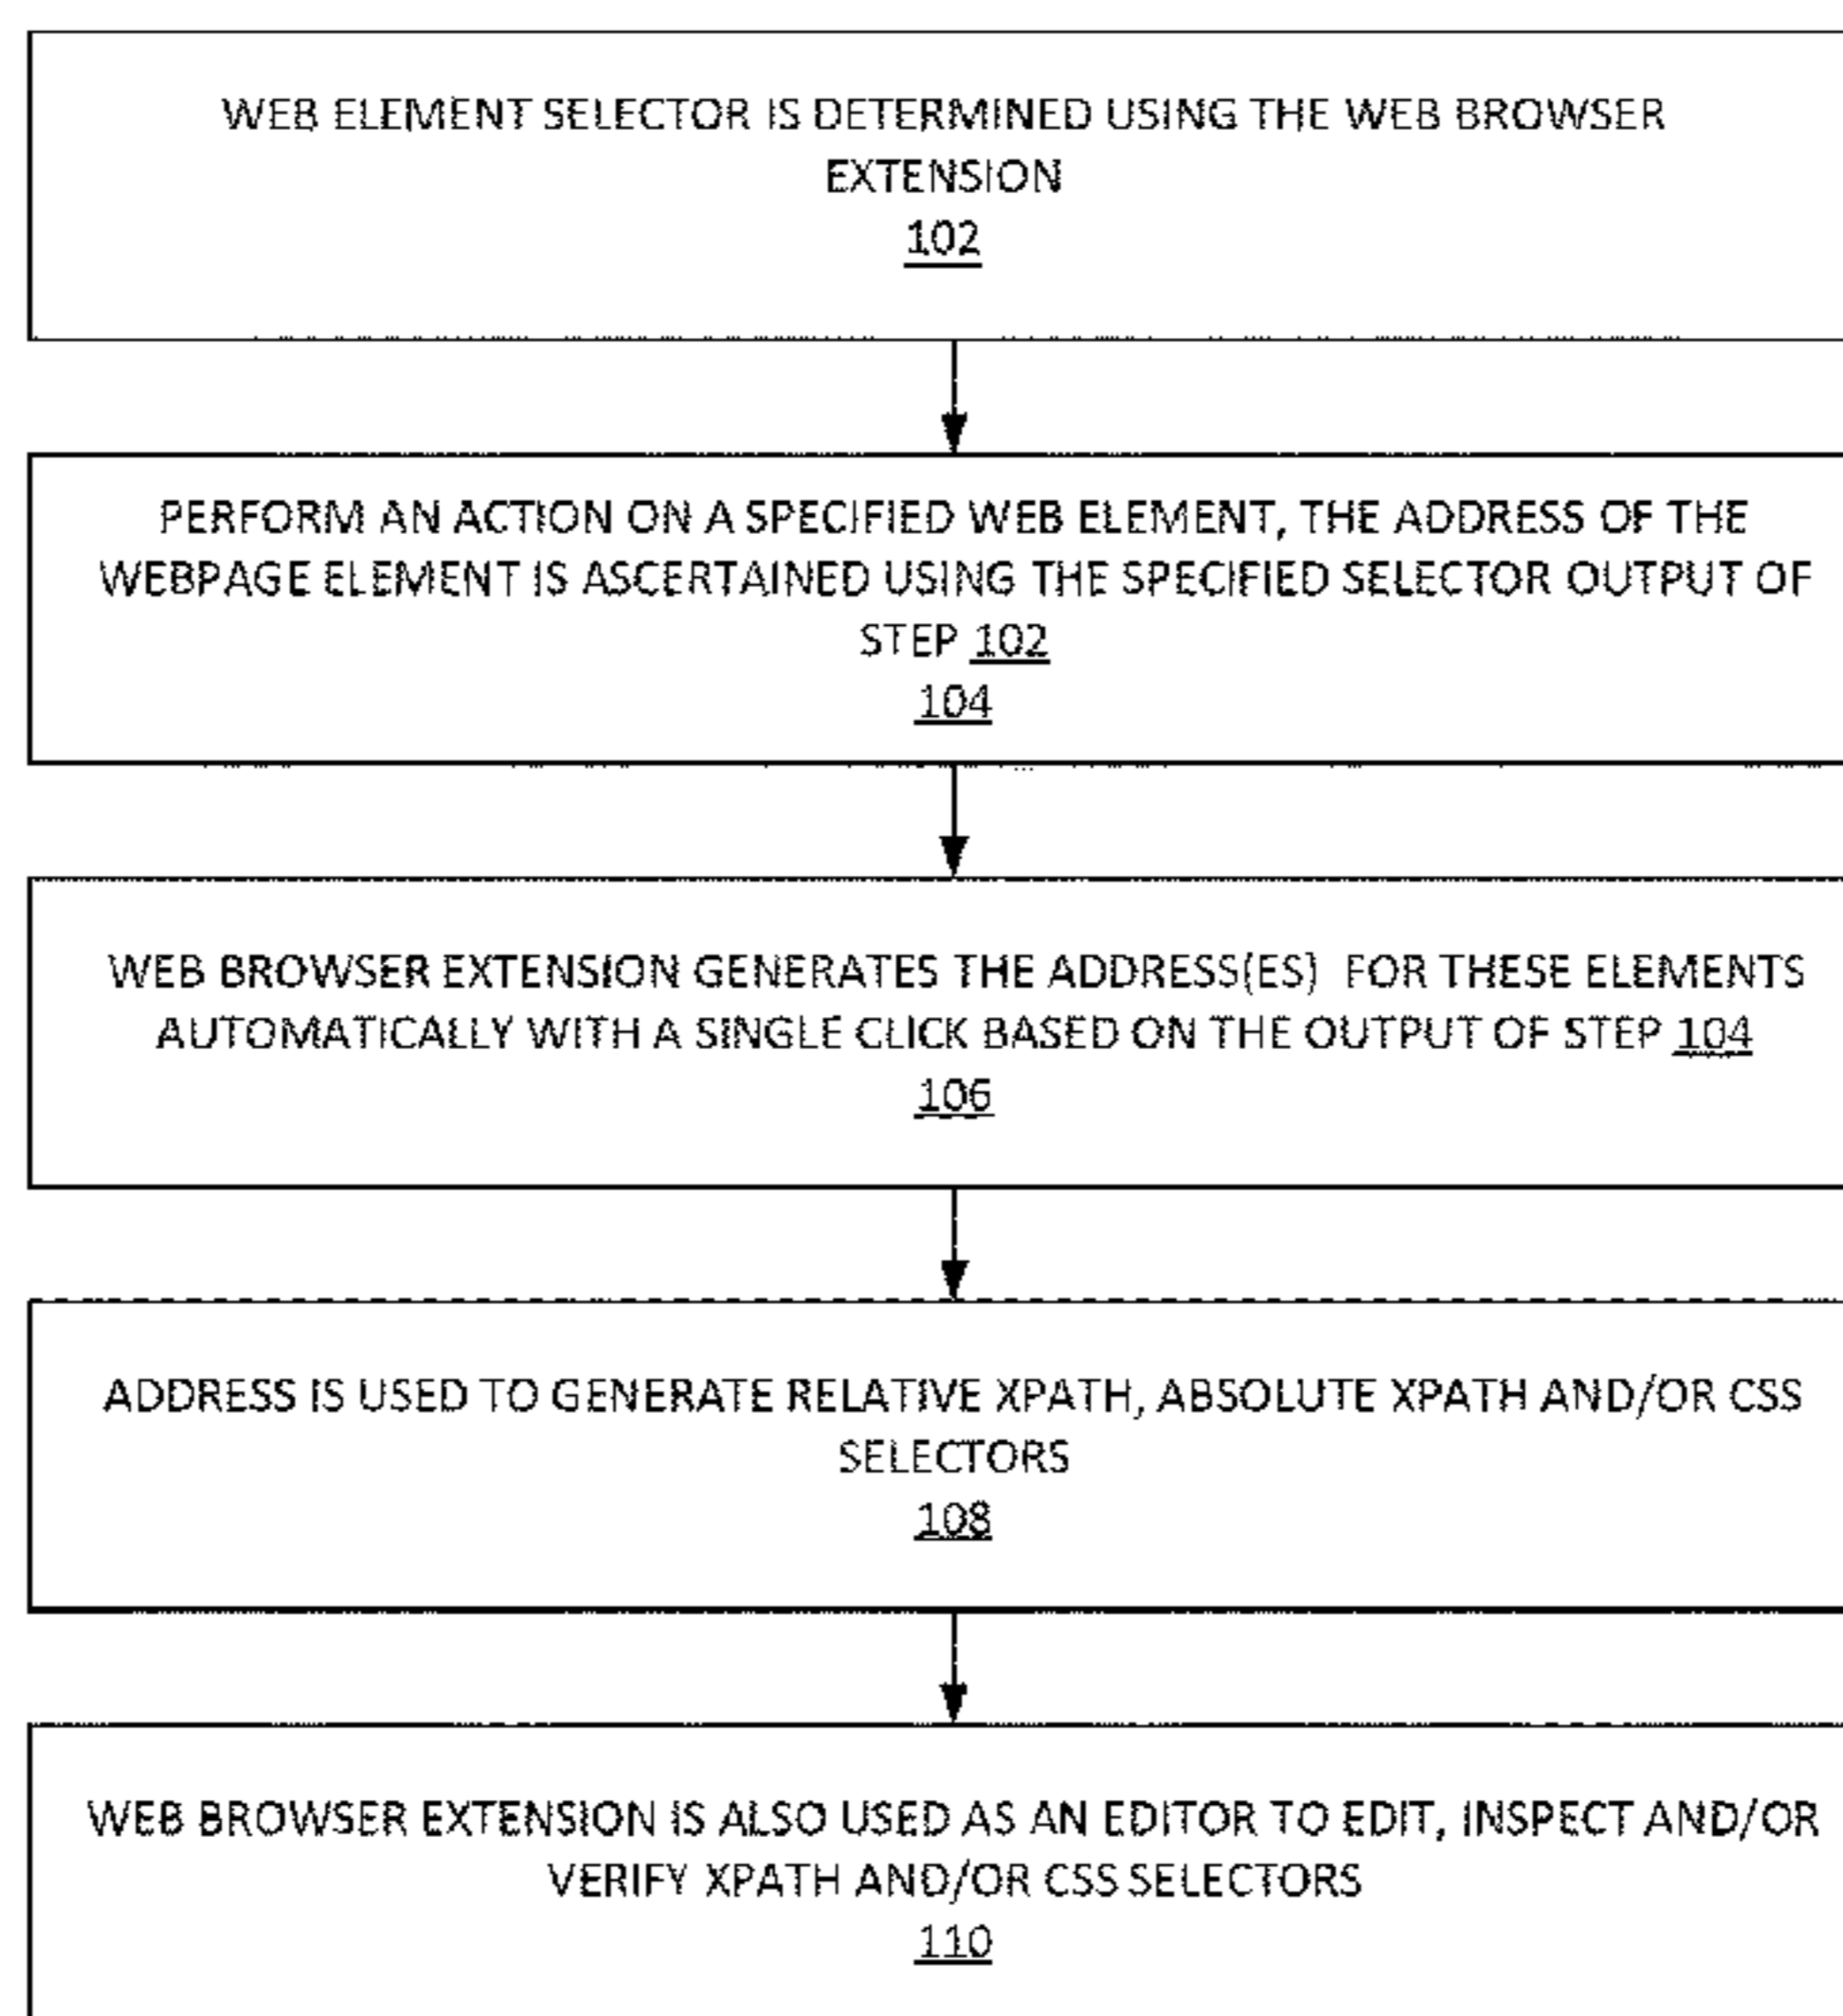 WEB ELEMENT SELECTOR IS DETERMINED USING THE WEB BROWSER
EXTENSION
102
PERFORM AN ACTION ON A SPECIFIED WEB ELEMENT, THE ADDRESS OF THE
WEBPAGE ELEMENT IS ASCERTAINED USING THE SPECIFIED SELECTOR OUTPUT OF
STEP 102
104
WEB BROWSER EXTENSION GENERATES THE ADDRESS(ES) FOR THESE ELEMENTS
AUTOMATICALLY WITH A SINGLE CLICK BASED ON THE OUTPUT OF STEP 104
106
ADDRESS IS USED TO GENERATE RELATIVE XPATH, ABSOLUTE XPATH AND/OR CSS
SELECTORS
108
WEB BROWSER EXTENSION IS ALSO USED AS AN EDITOR TO EDIT, INSPECT AND/OR
VERIFY XPATH AND/OR CSS SELECTORS
110